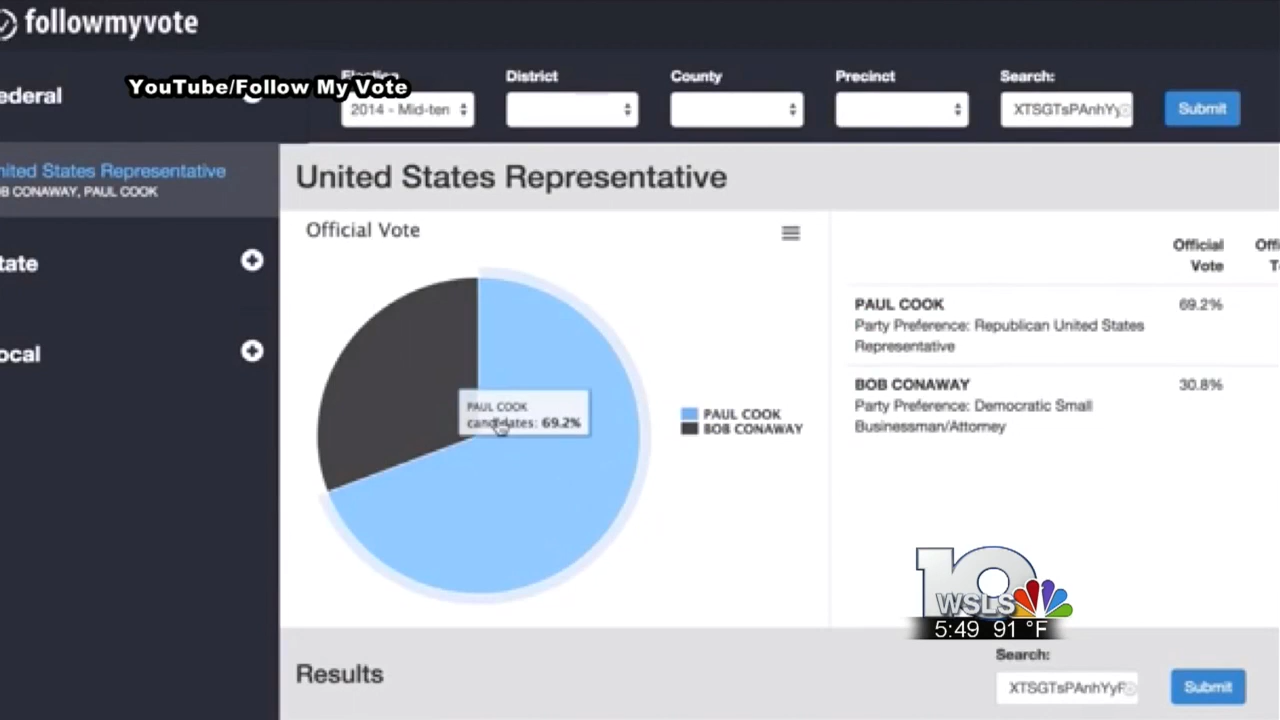 followmyvote
YouTube/Follow My Vote
ederal
Election
District
County
Precinct
Search:
2014 - Mid-ten
XTSGTsPAnhYy
Submit
nited States Representative
B CONAWAY, PAUL COOK
tate
ocal
United States Representative
Official Vote
PAUL COOK
candidates: 69.2%
PAUL COOK
BOB CONAWAY
Official
Vote
Offi
T
PAUL COOK
69.2%
Party Preference: Republican United States
Representative
BOB CONAWAY
30.8%
Party Preference: Democratic Small
Businessman/Attorney
10
WSLS
5:49 91 °F
Results
Search:
XTSGTsPAnhYyF
Submit